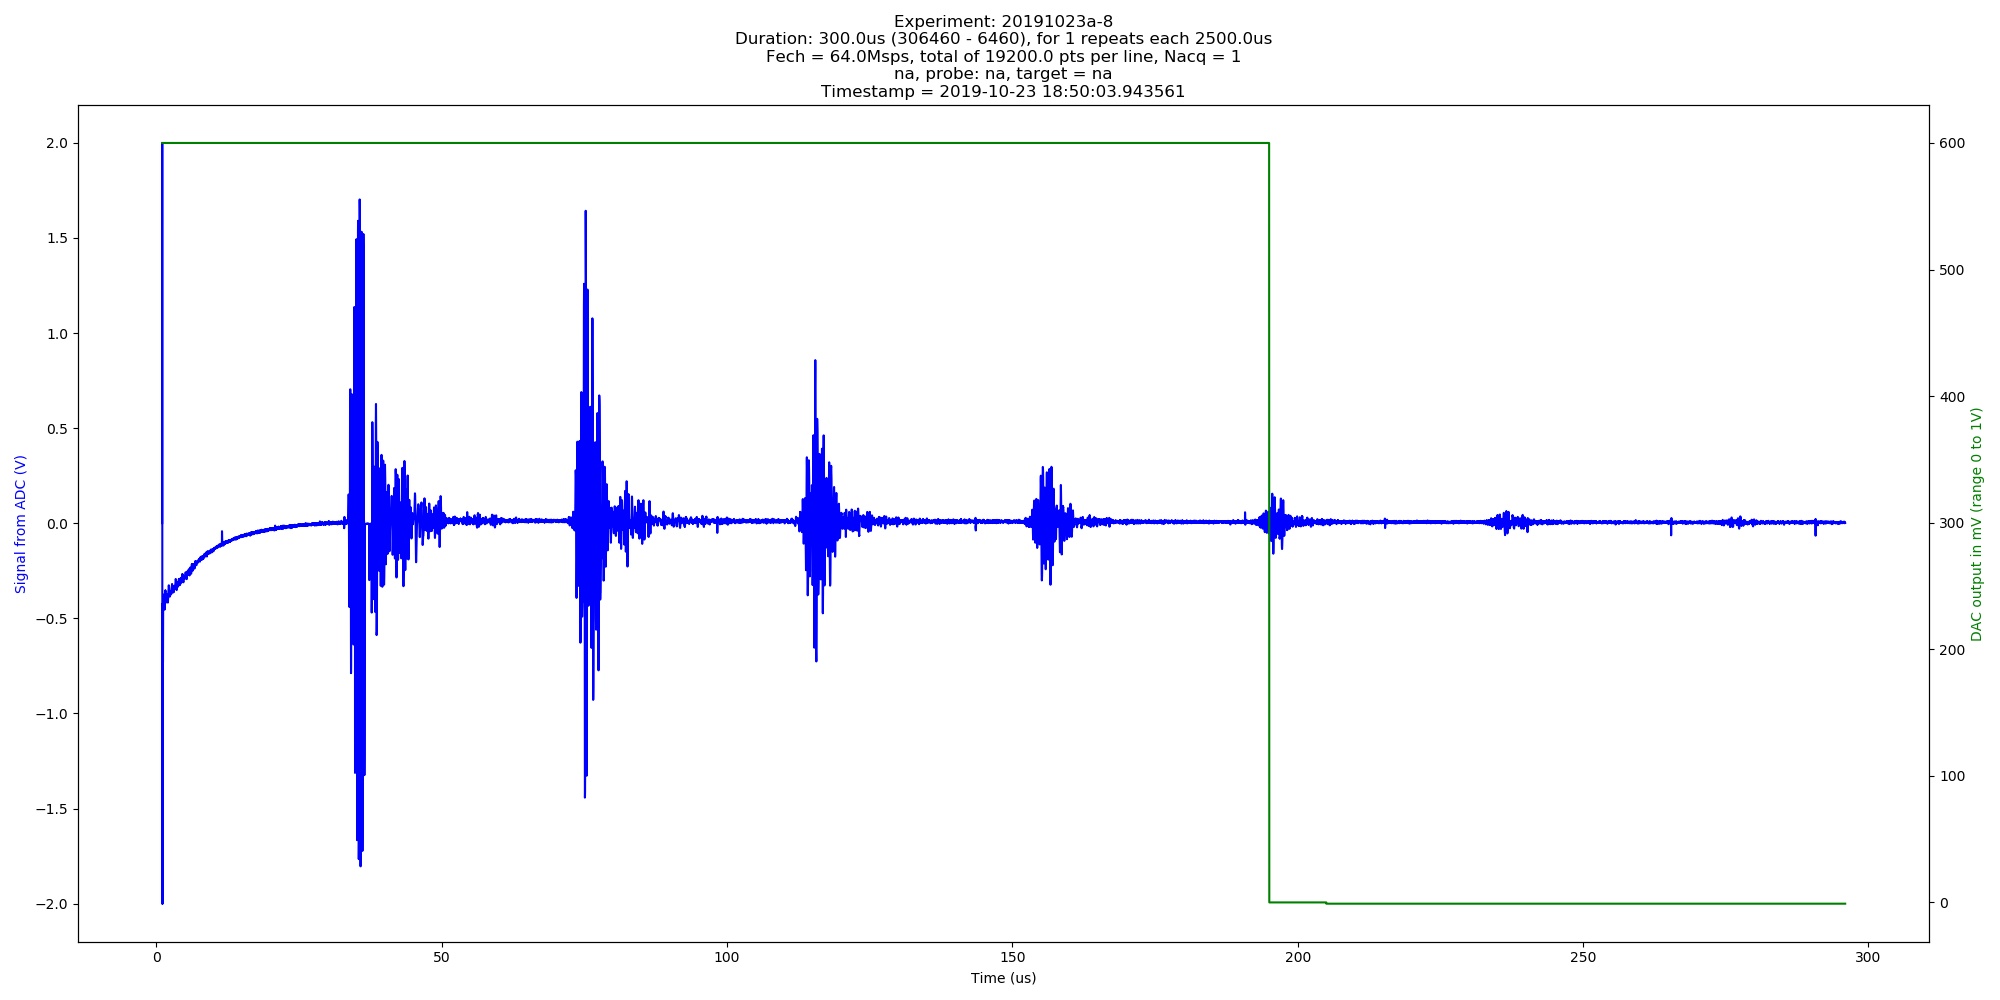 Experiment: 20191023a-8
Duration: 300.0us (306460 - 6460), for 1 repeats each 2500.0us
Fech = 64.0Msps, total of 19200.0 pts per line, Nacq = 1
na, probe: na, target = na
Timestamp = 2019-10-23 18:50:03.943561
2.0
1.5
1.0
0.5
0.0
−0.5
−1.0
−1.5
−2.0
Signal from ADC (V)
600
500
400
300
200
100
0
DAC output in mV (range 0 to 1V)
0
50
100
150
200
250
300
Time (us)